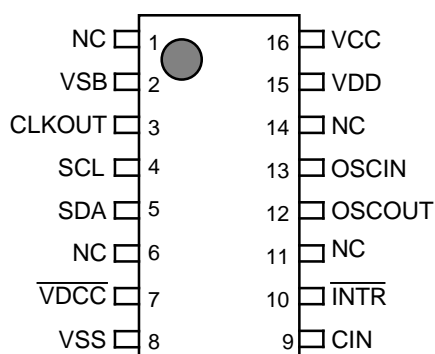 NC 1 16 VCC
VSB 2 15 VDD
CLKOUT 3 14 NC
SCL 4 13 OSCIN
SDA 5 12 OSCOUT
NC 6 11 NC
VDCC 7 10 INTR
VSS 8 9 CIN